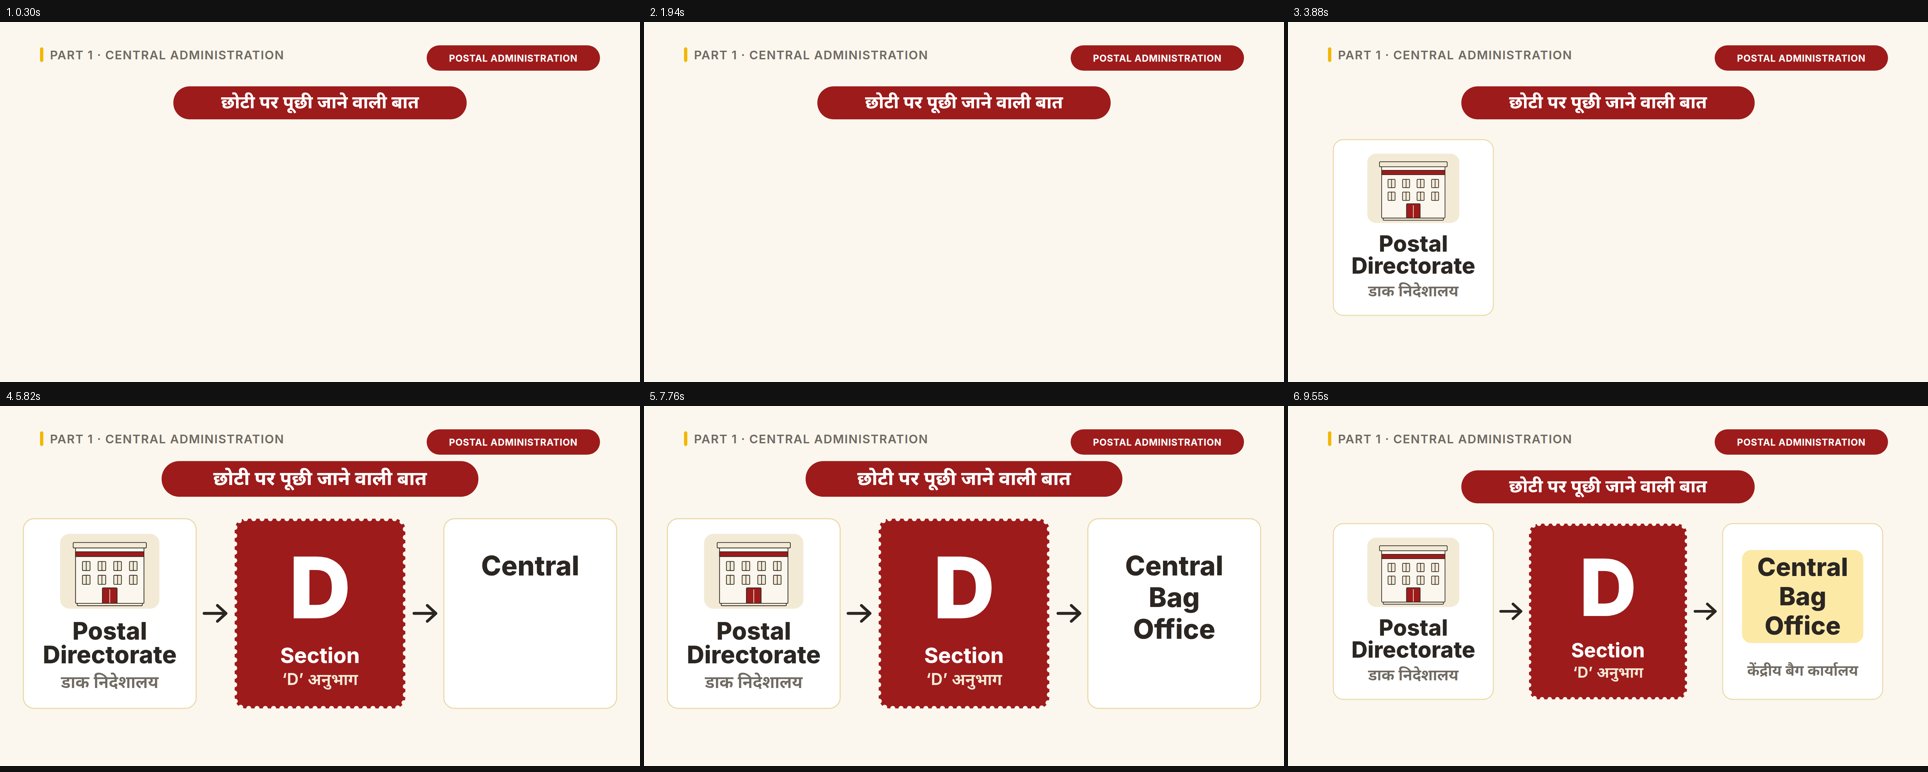 1. 0.30s
PART 1 · CENTRAL ADMINISTRATION
POSTAL ADMINISTRATION
छोटी पर पूछी जाने वाली बात
2. 1.94s
PART 1 · CENTRAL ADMINISTRATION
POSTAL ADMINISTRATION
छोटी पर पूछी जाने वाली बात
3. 3.88s
PART 1 · CENTRAL ADMINISTRATION
POSTAL ADMINISTRATION
छोटी पर पूछी जाने वाली बात
Postal
Directorate
डाक निदेशालय
4. 5.82s
PART 1 · CENTRAL ADMINISTRATION
POSTAL ADMINISTRATION
छोटी पर पूछी जाने वाली बात
Postal
Directorate
डाक निदेशालय
D
Section
‘D’ अनुभाग
Central
5. 7.76s
PART 1 · CENTRAL ADMINISTRATION
POSTAL ADMINISTRATION
छोटी पर पूछी जाने वाली बात
Postal
Directorate
डाक निदेशालय
D
Section
‘D’ अनुभाग
Central
Bag
Office
6. 9.55s
PART 1 · CENTRAL ADMINISTRATION
POSTAL ADMINISTRATION
छोटी पर पूछी जाने वाली बात
Postal
Directorate
डाक निदेशालय
D
Section
‘D’ अनुभाग
Central
Bag
Office
केंद्रीय बैग कार्यालय